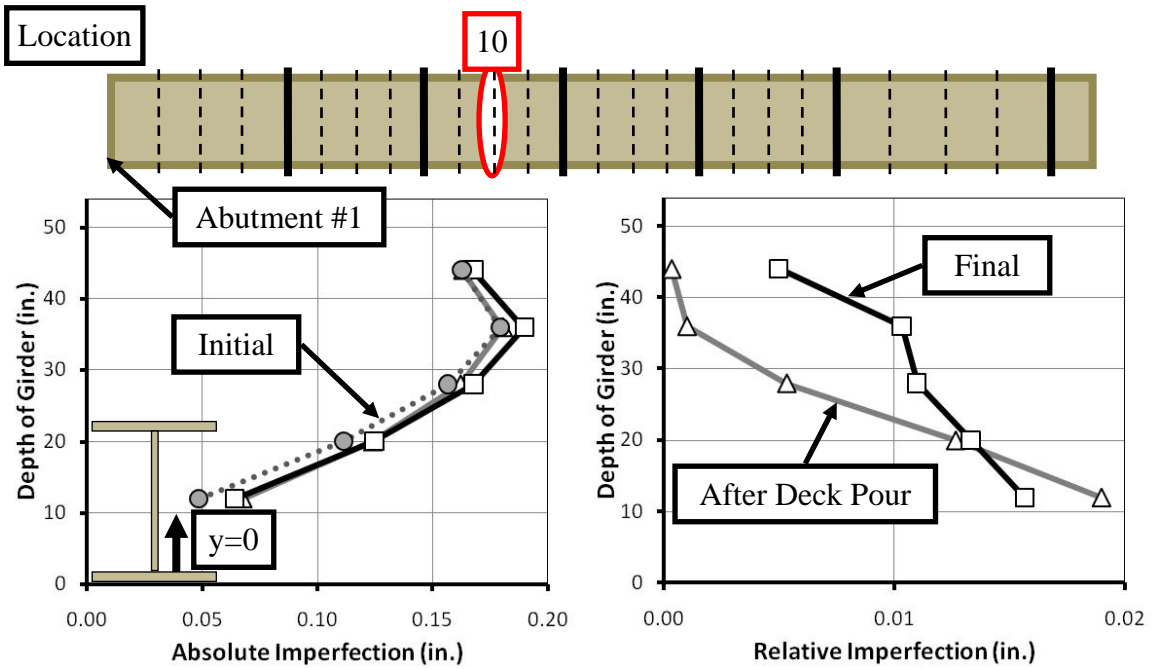 Location
10
Abutment #1
50
40
30
20
10
0
Depth of Girder (in.)
Initial
y=0
0.00
0.05
0.10
0.15
0.20
Absolute Imperfection (in.)
50
40
30
20
10
0
Depth of Girder (in.)
Final
After Deck Pour
0.00
0.01
0.02
Relative Imperfection (in.)